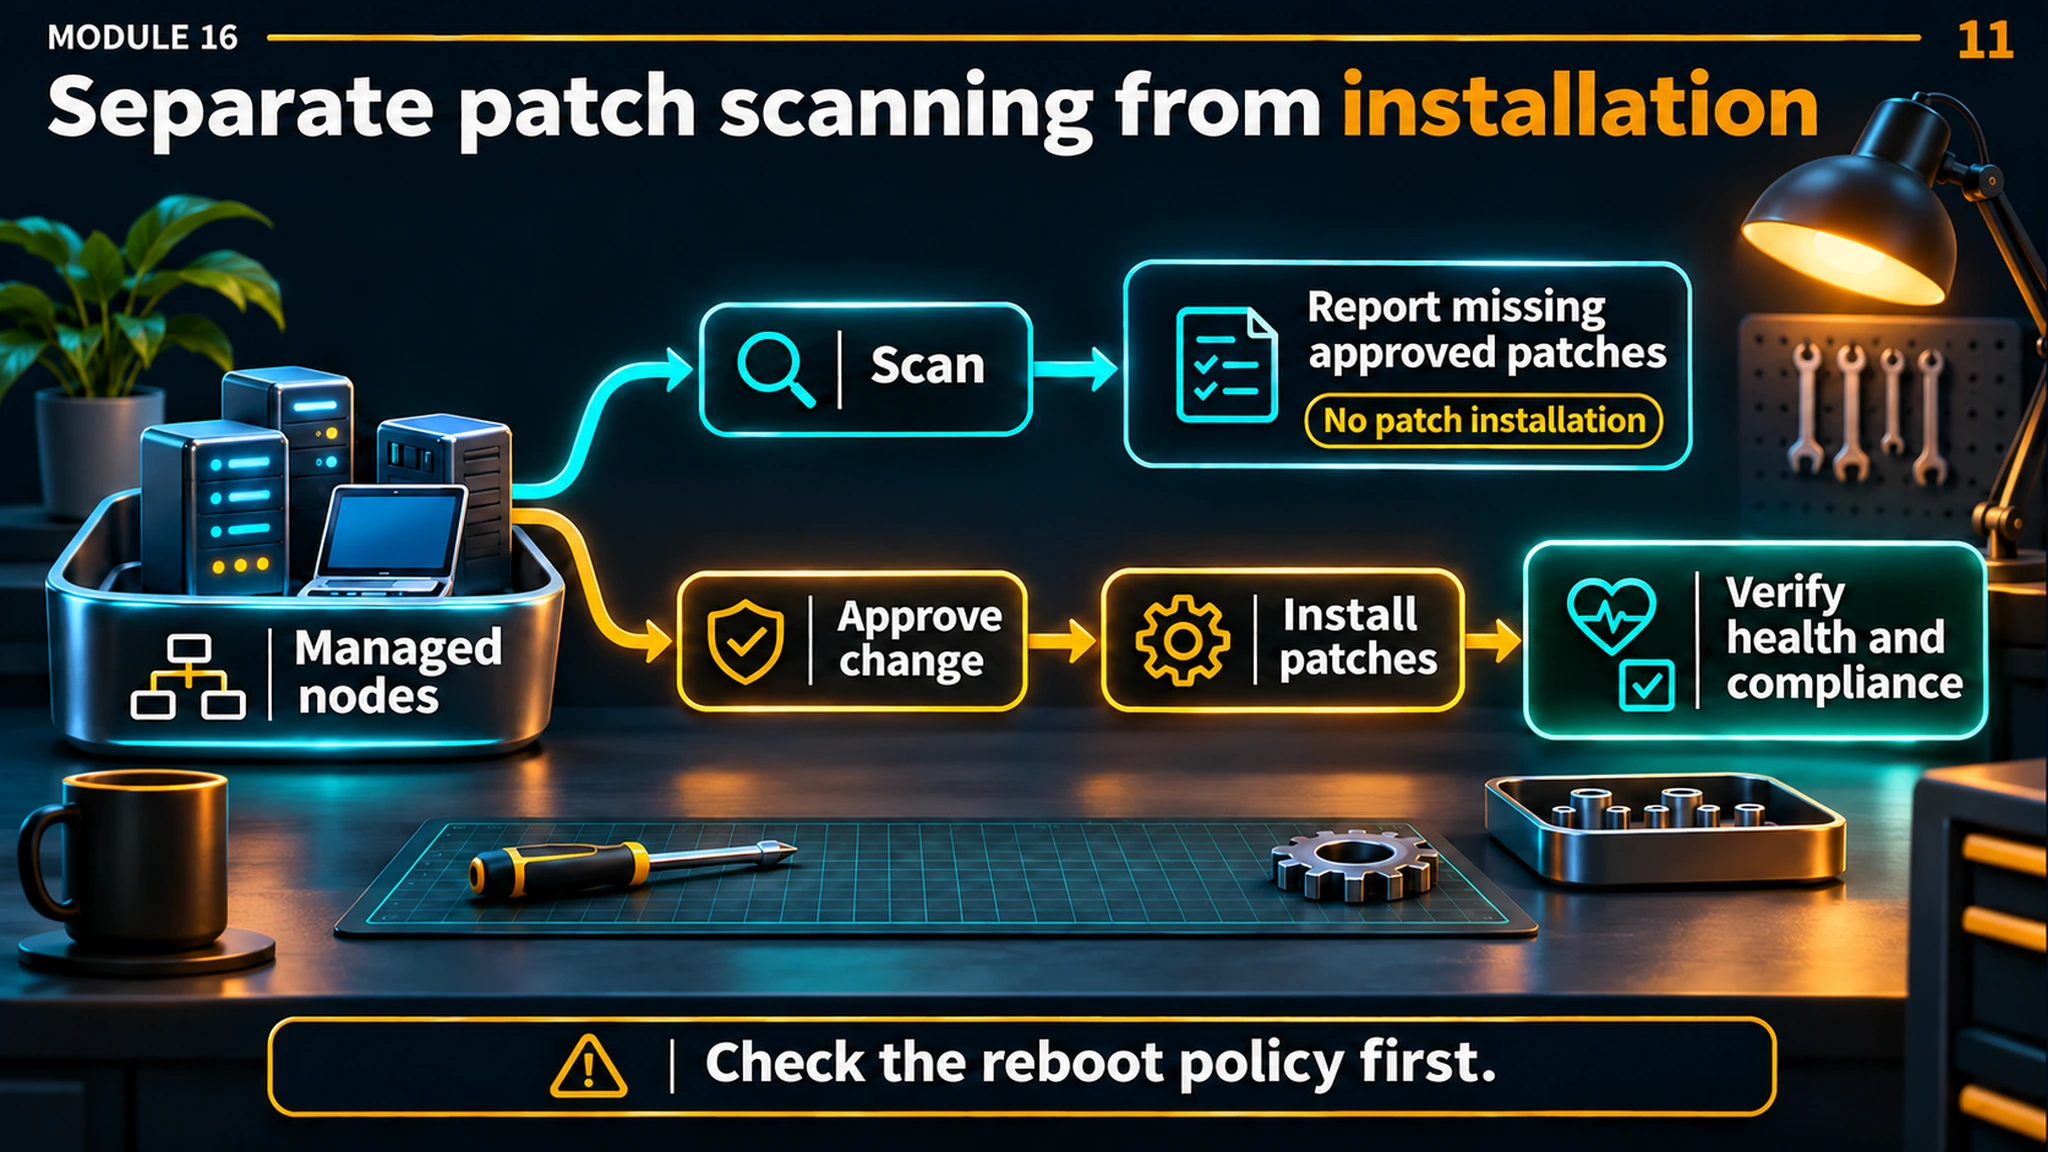 MODULE 16
11
Separate patch scanning from installation
Scan
Report missing
approved patches
No patch installation
Managed
nodes
Approve
change
Install
patches
Verify
health and
compliance
Check the reboot policy first.